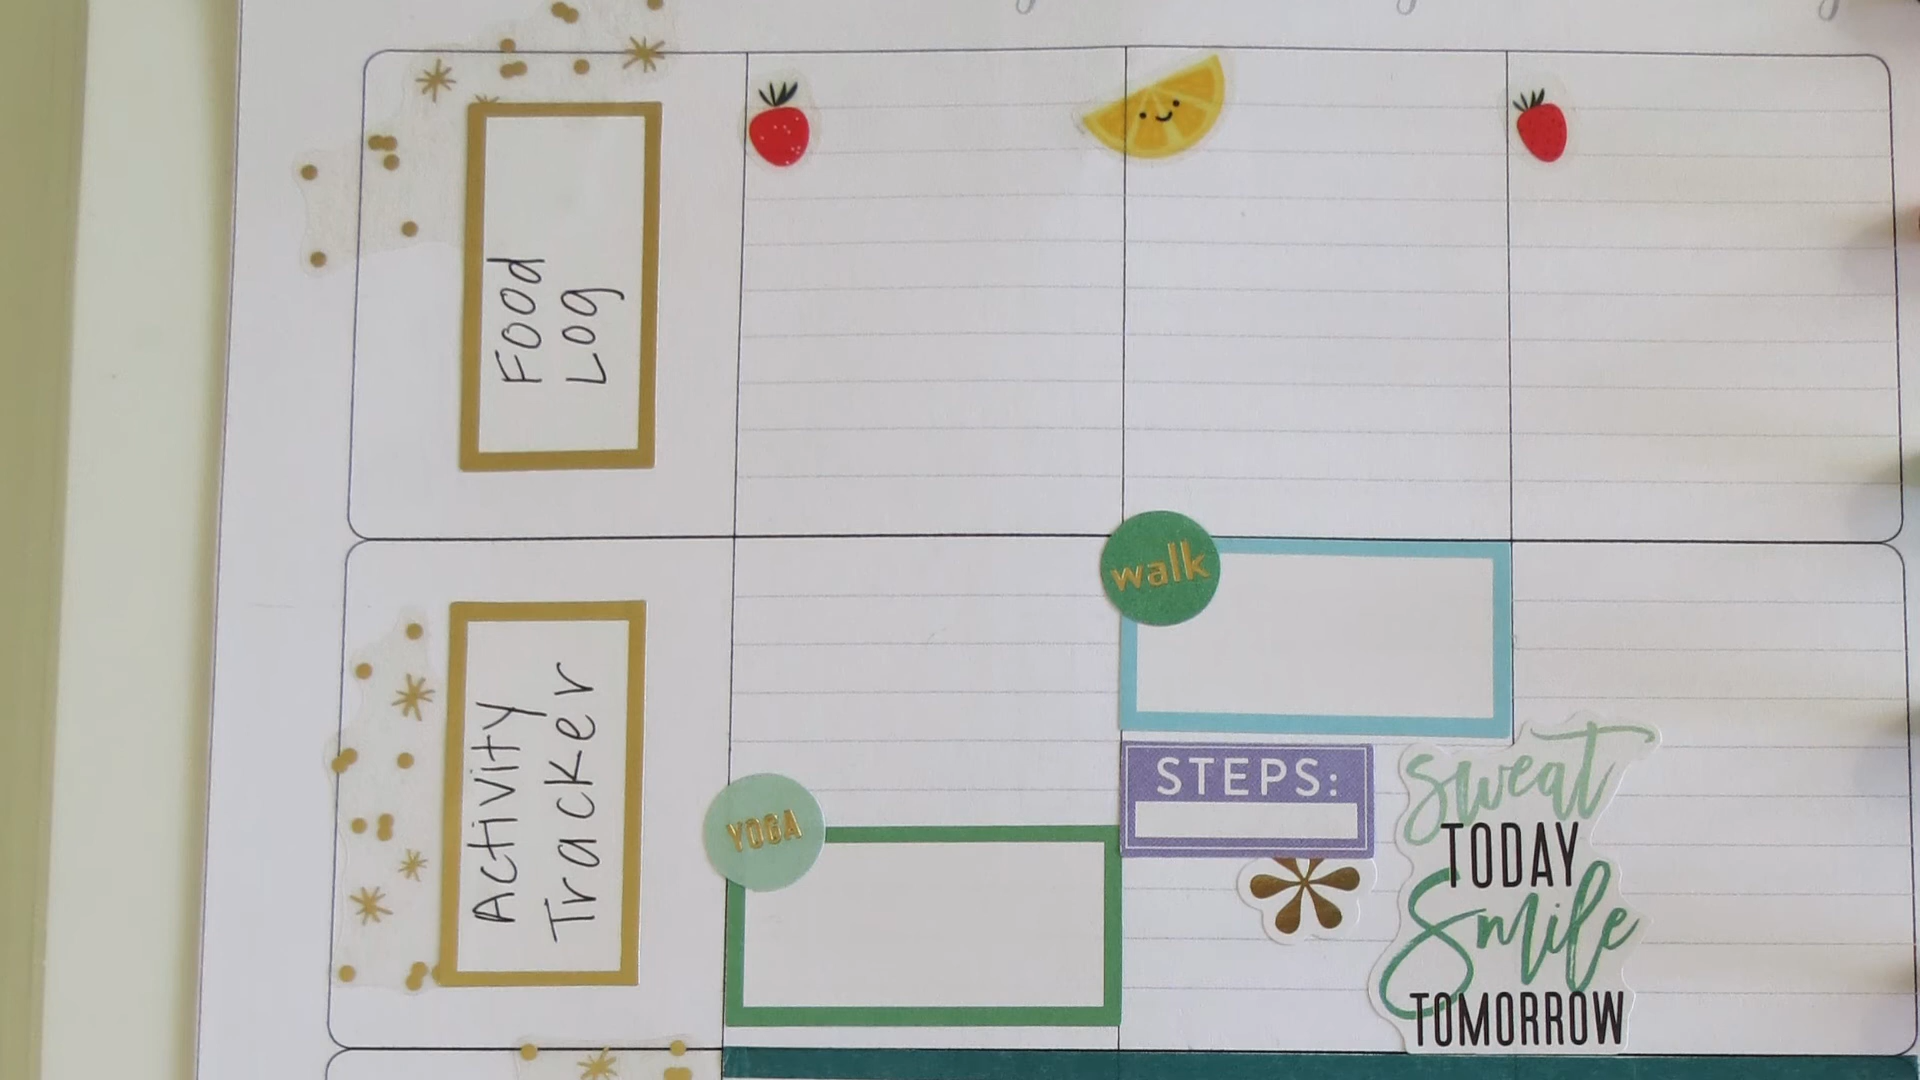 Food
Log
walk
Activity
Tracker
STEPS:
YOGA
sweat
TODAY
Smile
TOMORROW